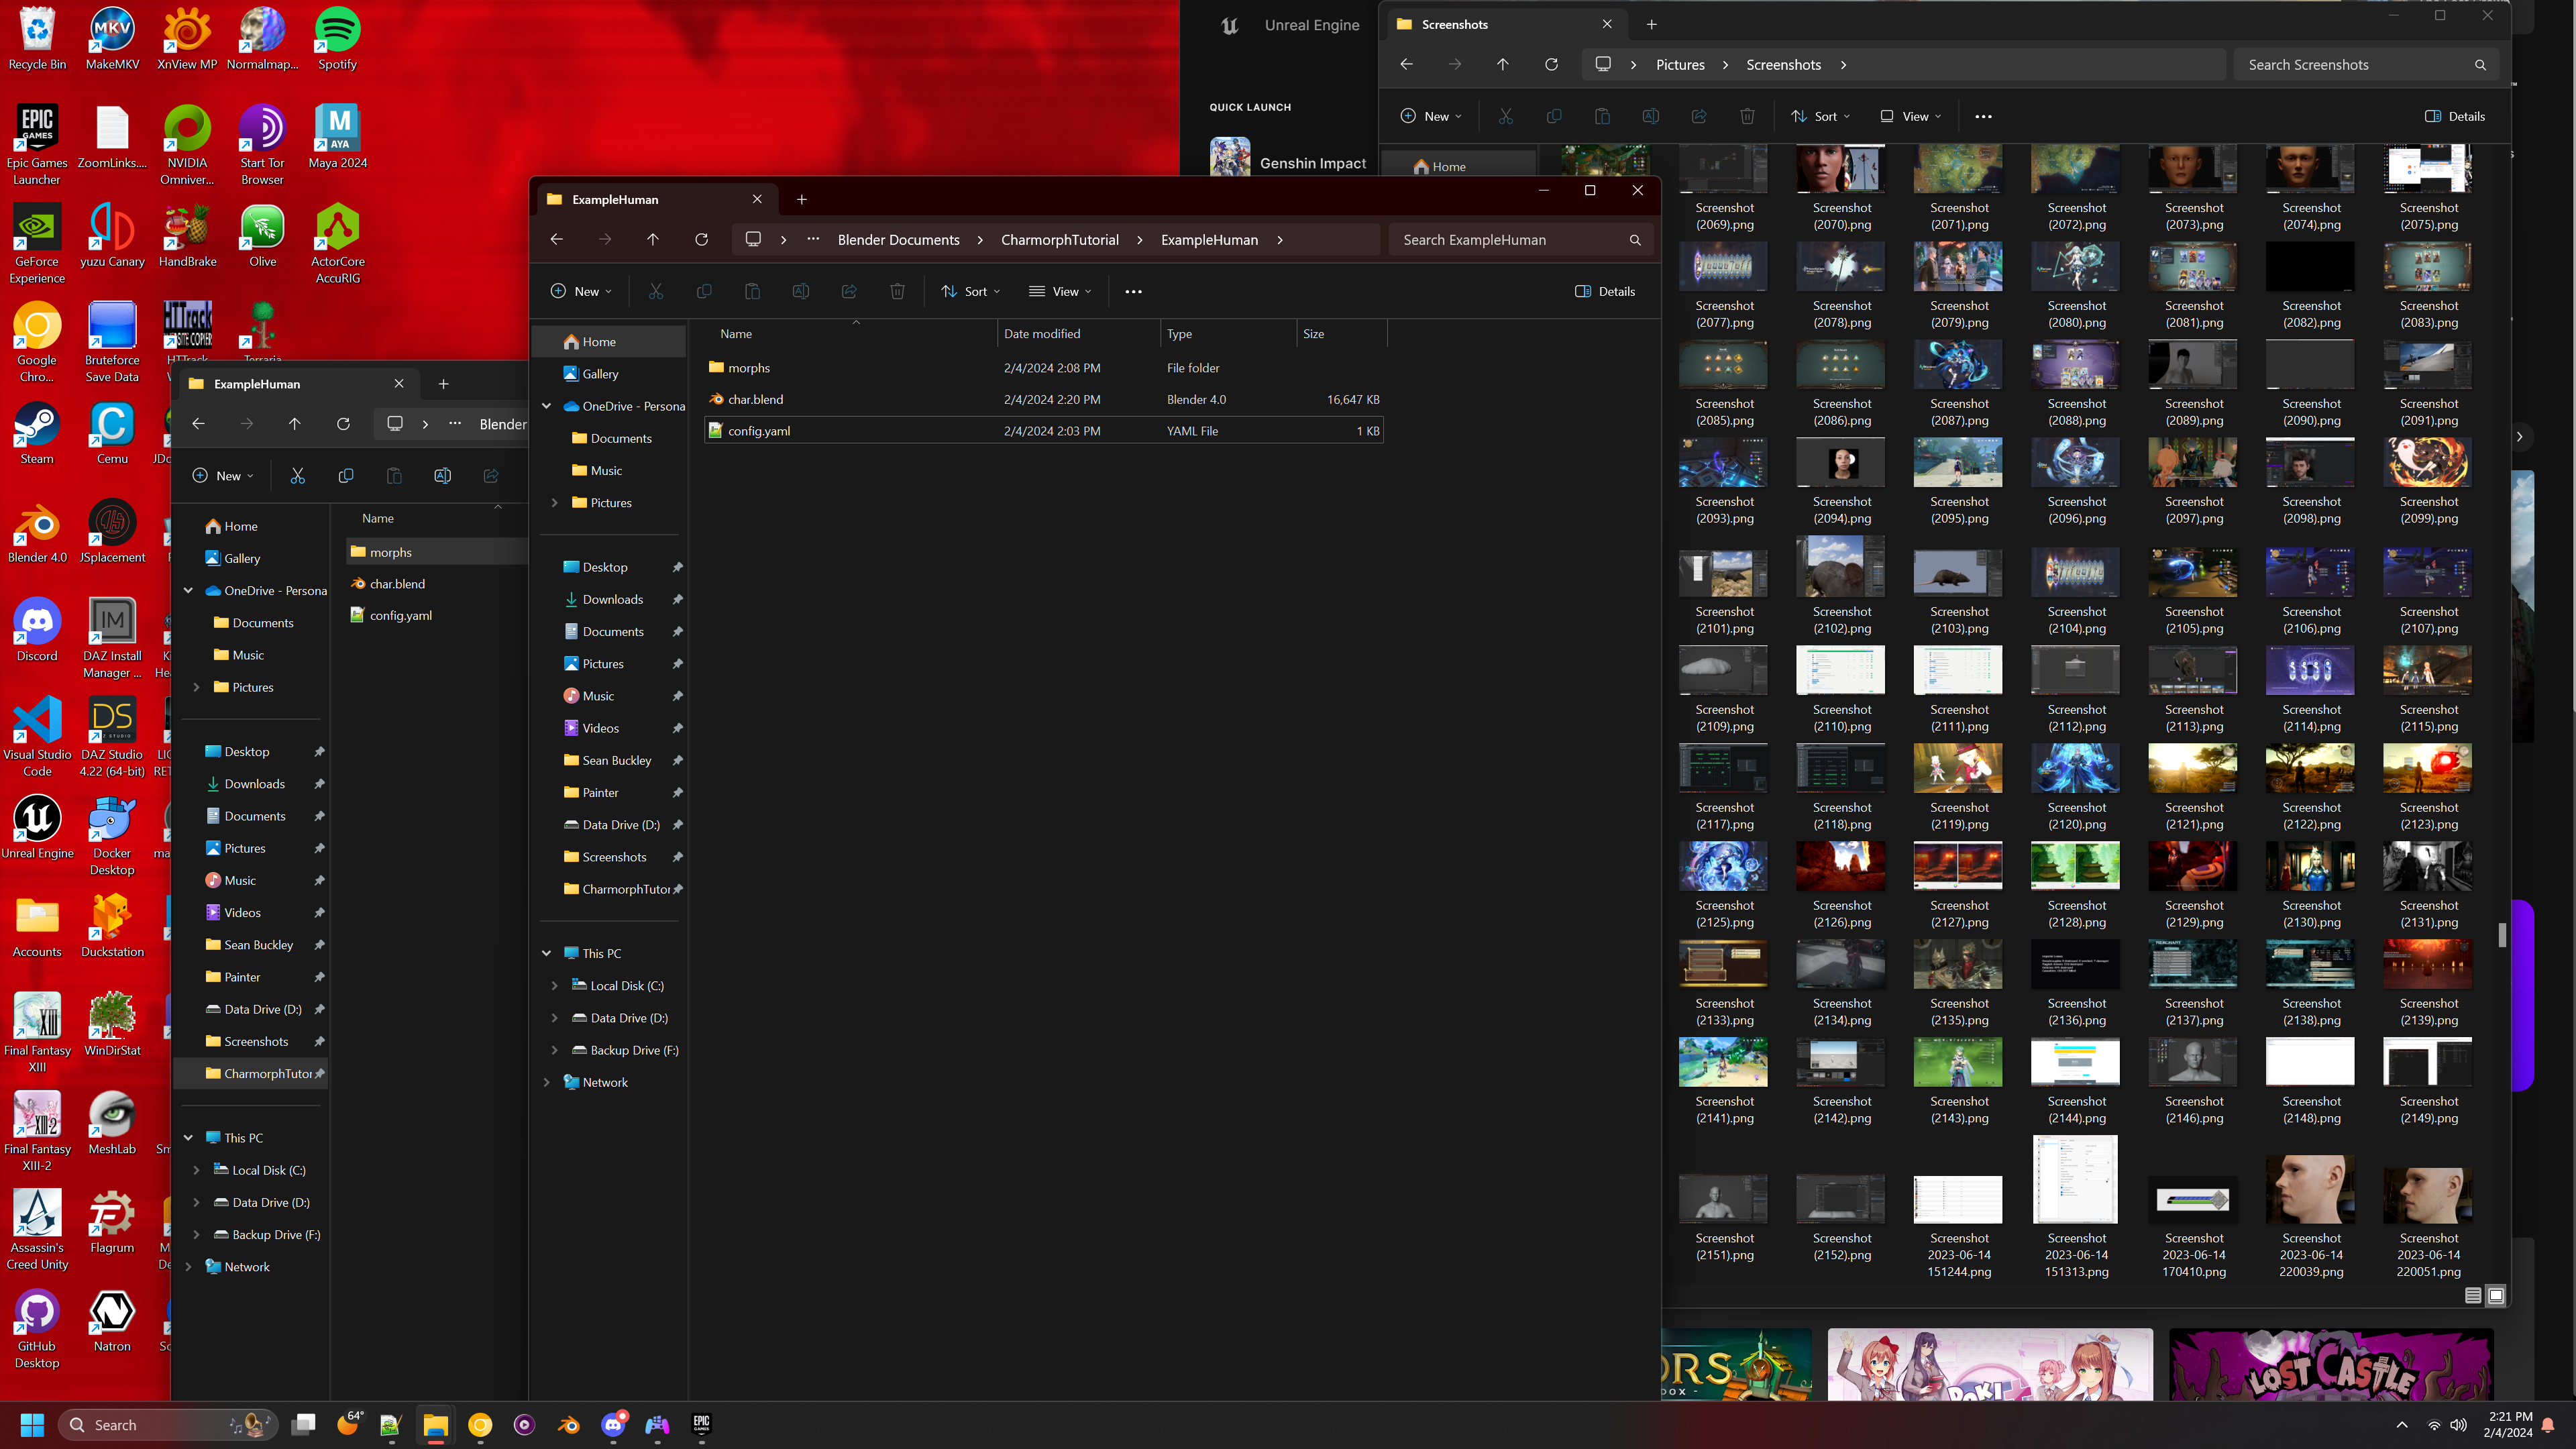 Recycle Bin
MakeMKV
XnView MP
Normalmap...
Spotify
Epic Games
Launcher
ZoomLinks....
NVIDIA
Omniver...
Start Tor
Browser
Maya 2024
GeForce
Experience
yuzu Canary
HandBrake
Olive
ActorCore
AccuRIG
Google
Chro...
Bruteforce
Save Data
HTTrack
Terraria
Steam
Cemu
Blender 4.0
JSplacement
Discord
DAZ Install
Manager ...
Visual Studio
Code
DAZ Studio
4.22 (64-bit)
Unreal Engine
Docker
Desktop
Accounts
Duckstation
Final Fantasy
XIII
WinDirStat
Final Fantasy
XIII-2
MeshLab
Assassin's
Creed Unity
Flagrum
GitHub
Desktop
Natron
Unreal Engine
QUICK LAUNCH
Genshin Impact
ExampleHuman
Blender
New
Name
Home
Gallery
OneDrive - Persona
Documents
Music
Pictures
Desktop
Downloads
Documents
Pictures
Music
Videos
Sean Buckley
Painter
Data Drive (D:)
Screenshots
CharmorphTutor
This PC
Local Disk (C:)
Data Drive (D:)
Backup Drive (F:)
Network
morphs
char.blend
config.yaml
ExampleHuman
Blender Documents
CharmorphTutorial
ExampleHuman
Search ExampleHuman
New
Sort
View
Details
Home
Gallery
OneDrive - Persona
Documents
Music
Pictures
Desktop
Downloads
Documents
Pictures
Music
Videos
Sean Buckley
Painter
Data Drive (D:)
Screenshots
CharmorphTutor
This PC
Local Disk (C:)
Data Drive (D:)
Backup Drive (F:)
Network
Name Date modified Type Size
morphs 2/4/2024 2:08 PM File folder
char.blend 2/4/2024 2:20 PM Blender 4.0 16,647 KB
config.yaml 2/4/2024 2:03 PM YAML File 1 KB
Screenshots
Pictures
Screenshots
Search Screenshots
New
Sort
View
Details
Home
Screenshot Screenshot Screenshot Screenshot Screenshot Screenshot Screenshot
(2069).png (2070).png (2071).png (2072).png (2073).png (2074).png (2075).png
Screenshot Screenshot Screenshot Screenshot Screenshot Screenshot Screenshot
(2077).png (2078).png (2079).png (2080).png (2081).png (2082).png (2083).png
Screenshot Screenshot Screenshot Screenshot Screenshot Screenshot Screenshot
(2085).png (2086).png (2087).png (2088).png (2089).png (2090).png (2091).png
Screenshot Screenshot Screenshot Screenshot Screenshot Screenshot Screenshot
(2093).png (2094).png (2095).png (2096).png (2097).png (2098).png (2099).png
Screenshot Screenshot Screenshot Screenshot Screenshot Screenshot Screenshot
(2101).png (2102).png (2103).png (2104).png (2105).png (2106).png (2107).png
Screenshot Screenshot Screenshot Screenshot Screenshot Screenshot Screenshot
(2109).png (2110).png (2111).png (2112).png (2113).png (2114).png (2115).png
Screenshot Screenshot Screenshot Screenshot Screenshot Screenshot Screenshot
(2117).png (2118).png (2119).png (2120).png (2121).png (2122).png (2123).png
Screenshot Screenshot Screenshot Screenshot Screenshot Screenshot Screenshot
(2125).png (2126).png (2127).png (2128).png (2129).png (2130).png (2131).png
Screenshot Screenshot Screenshot Screenshot Screenshot Screenshot Screenshot
(2133).png (2134).png (2135).png (2136).png (2137).png (2138).png (2139).png
Screenshot Screenshot Screenshot Screenshot Screenshot Screenshot Screenshot
(2141).png (2142).png (2143).png (2144).png (2146).png (2148).png (2149).png
Screenshot Screenshot Screenshot Screenshot Screenshot Screenshot Screenshot
(2151).png (2152).png 2023-06-14 2023-06-14 2023-06-14 2023-06-14 2023-06-14
151244.png 151313.png 170410.png 220039.png 220051.png
LOST CASTLE
Search
64°
2:21 PM
2/4/2024